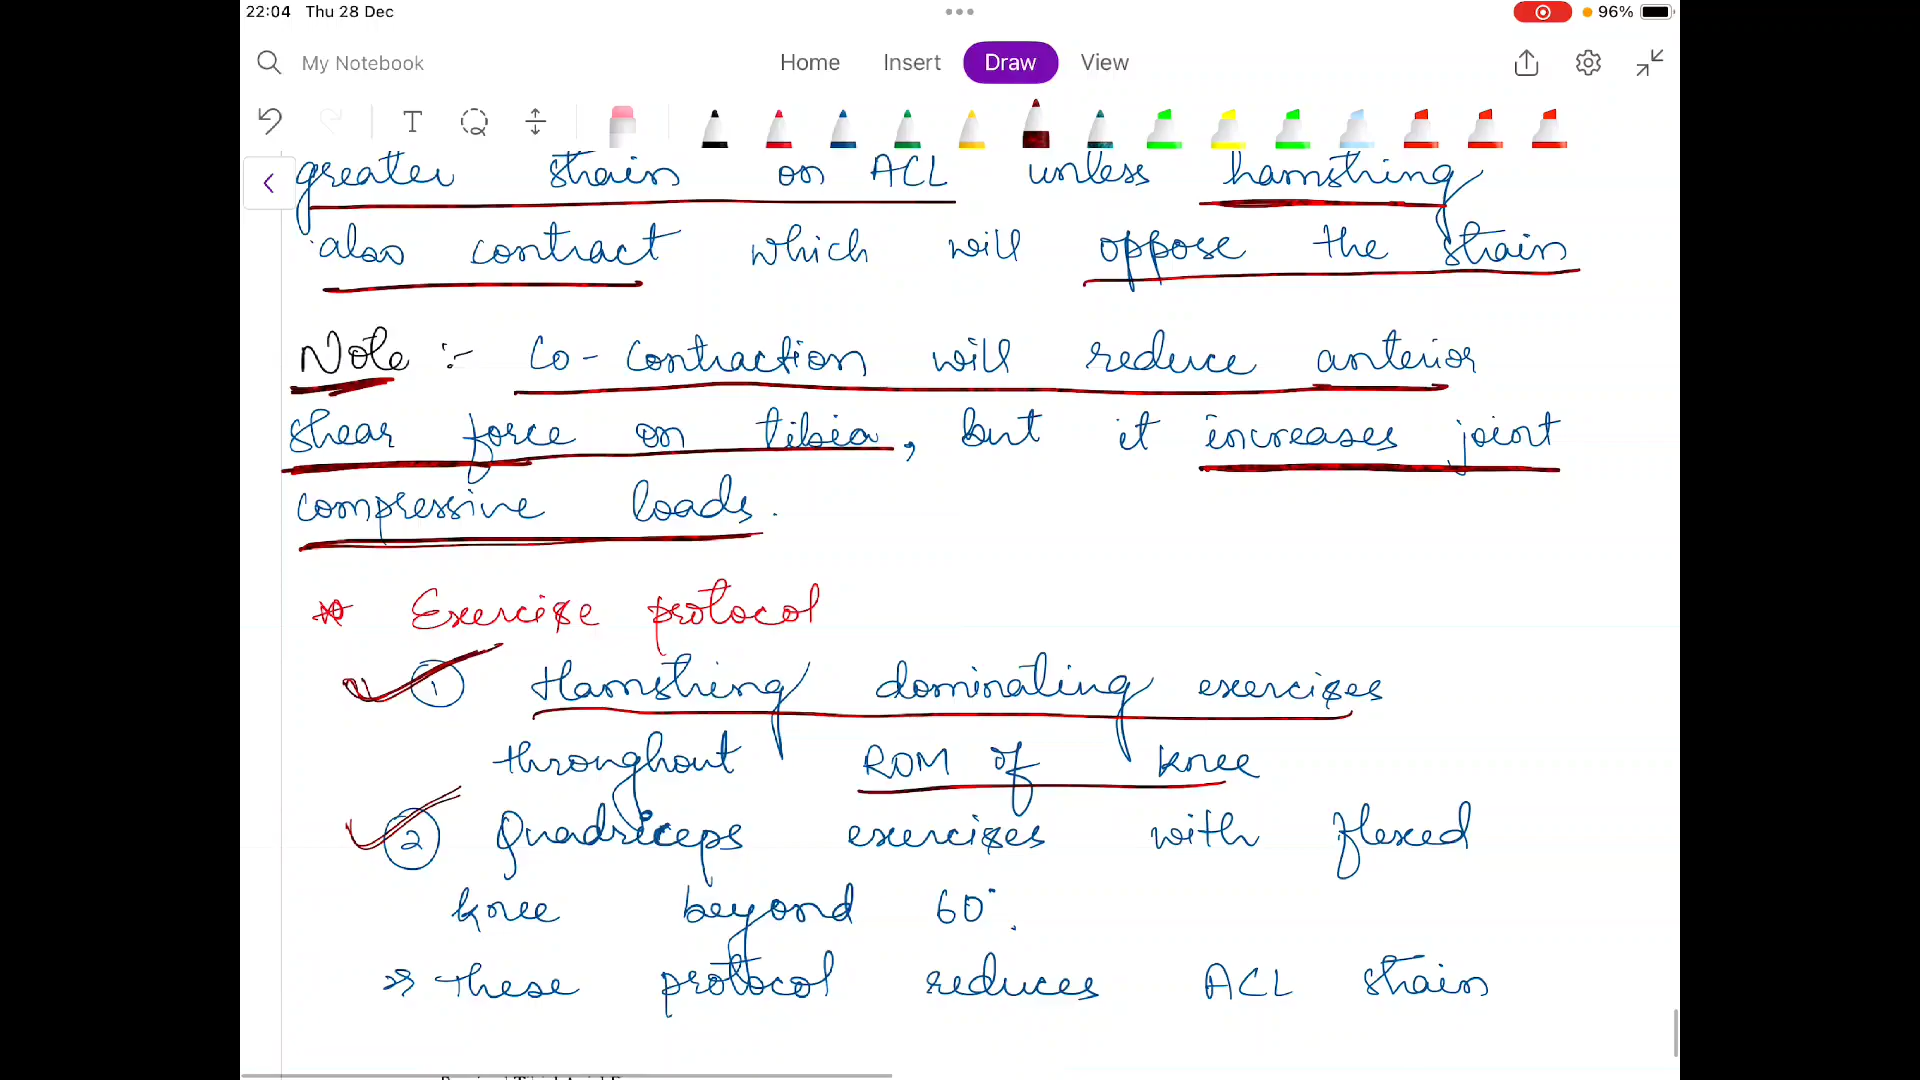 22:04 Thu 28 Dec
96%
My Notebook
Home Insert Draw View
T
greater strain on ACL unless hamstring
also contract which will oppose the strain
Note :- Co-contraction will reduce anterior
shear force on tibia, but it increases joint
compressive loads.
* Exercise protocol
① Hamstring dominating exercises
throughout ROM of knee
② Quadriceps exercises with flexed
knee beyond 60°.
⇒ these protocol reduces ACL strain